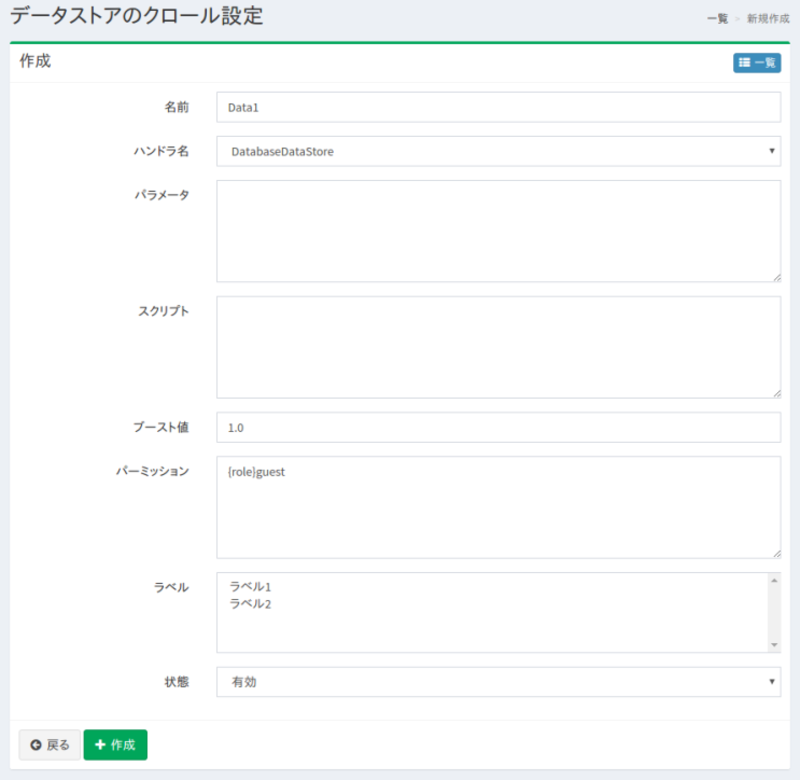 データストアのクロール設定
一覧 > 新規作成
作成
一覧
名前 Data1
ハンドラ名 DatabaseDataStore
パラメータ
スクリプト
ブースト値 1.0
パーミッション {role}guest
ラベル ラベル1
ラベル2
状態 有効
戻る + 作成